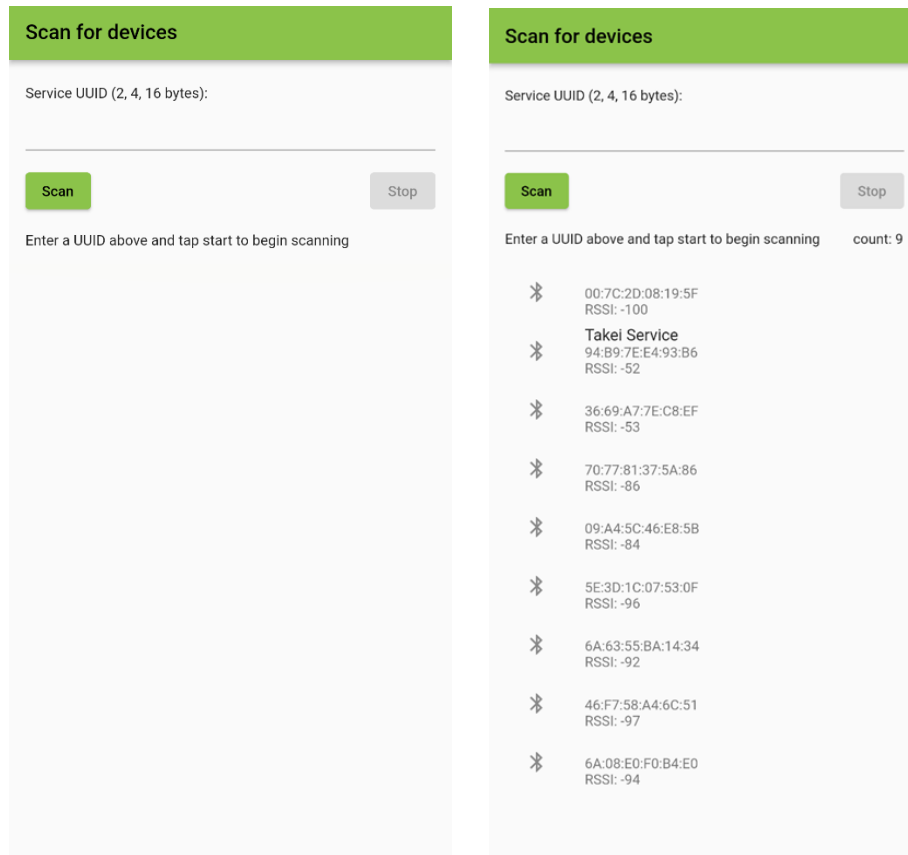 Scan for devices
Service UUID (2, 4, 16 bytes):
Scan
Stop
Enter a UUID above and tap start to begin scanning
Scan for devices
Service UUID (2, 4, 16 bytes):
Scan
Stop
Enter a UUID above and tap start to begin scanning count: 9
00:7C:2D:08:19:5F
RSSI: -100
Takei Service
94:B9:7E:E4:93:B6
RSSI: -52
36:69:A7:7E:C8:EF
RSSI: -53
70:77:81:37:5A:86
RSSI: -86
09:A4:5C:46:E8:5B
RSSI: -84
5E:3D:1C:07:53:0F
RSSI: -96
6A:63:55:BA:14:34
RSSI: -92
46:F7:58:A4:6C:51
RSSI: -97
6A:08:E0:F0:B4:E0
RSSI: -94